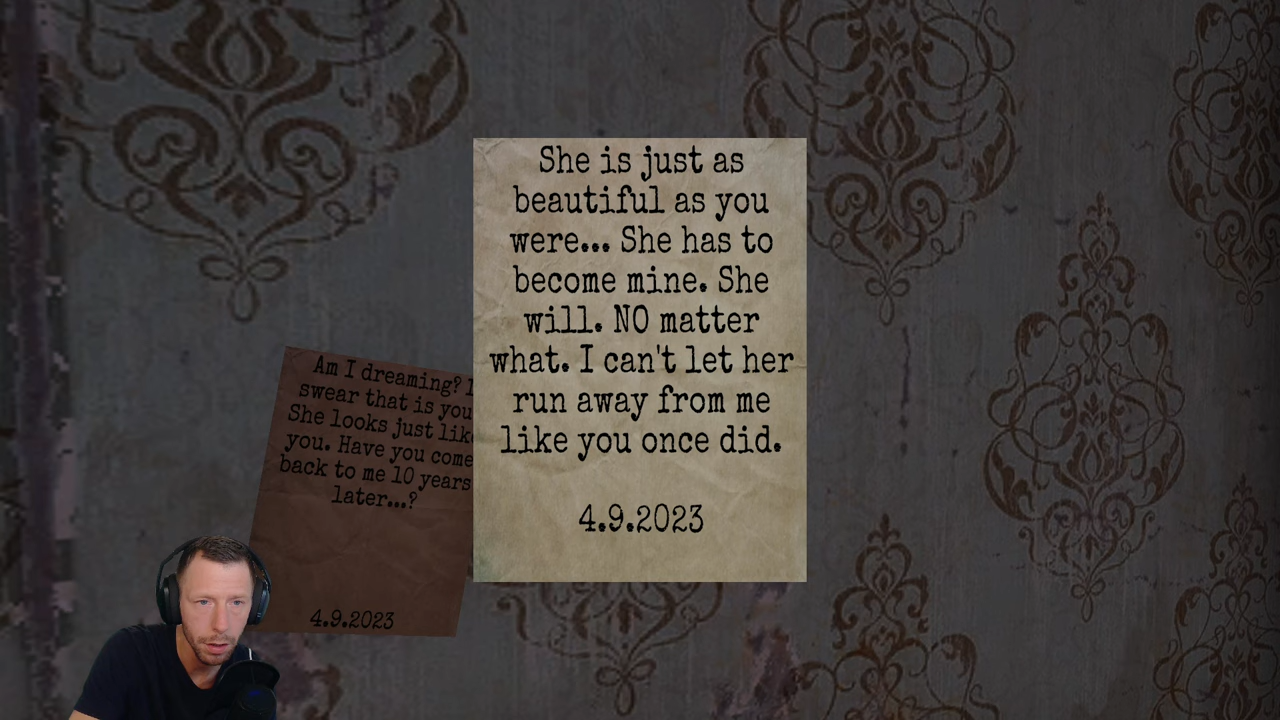 She is just as
beautiful as you
were... She has to
become mine. She
will. NO matter
what. I can't let her
run away from me
like you once did.
4.9.2023
Am I dreaming? I
swear that is you
She looks just like
you. Have you come
back to me 10 years
later...?
4.9.2023